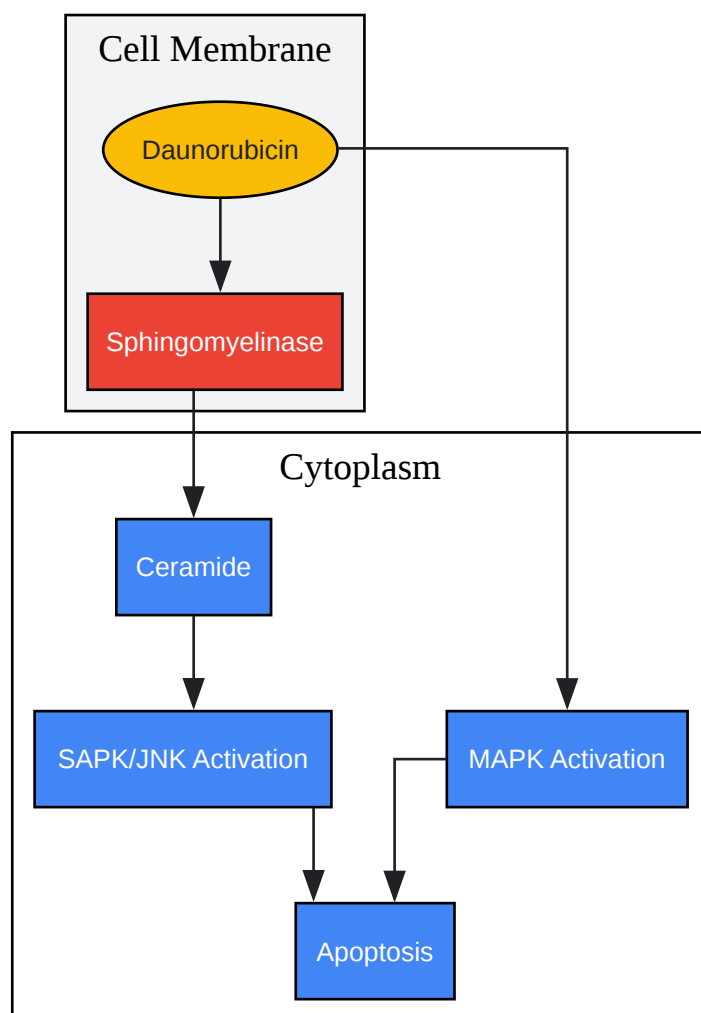 Cell Membrane
Daunorubicin
Sphingomyelinase
Cytoplasm
Ceramide
SAPK/JNK Activation
MAPK Activation
Apoptosis